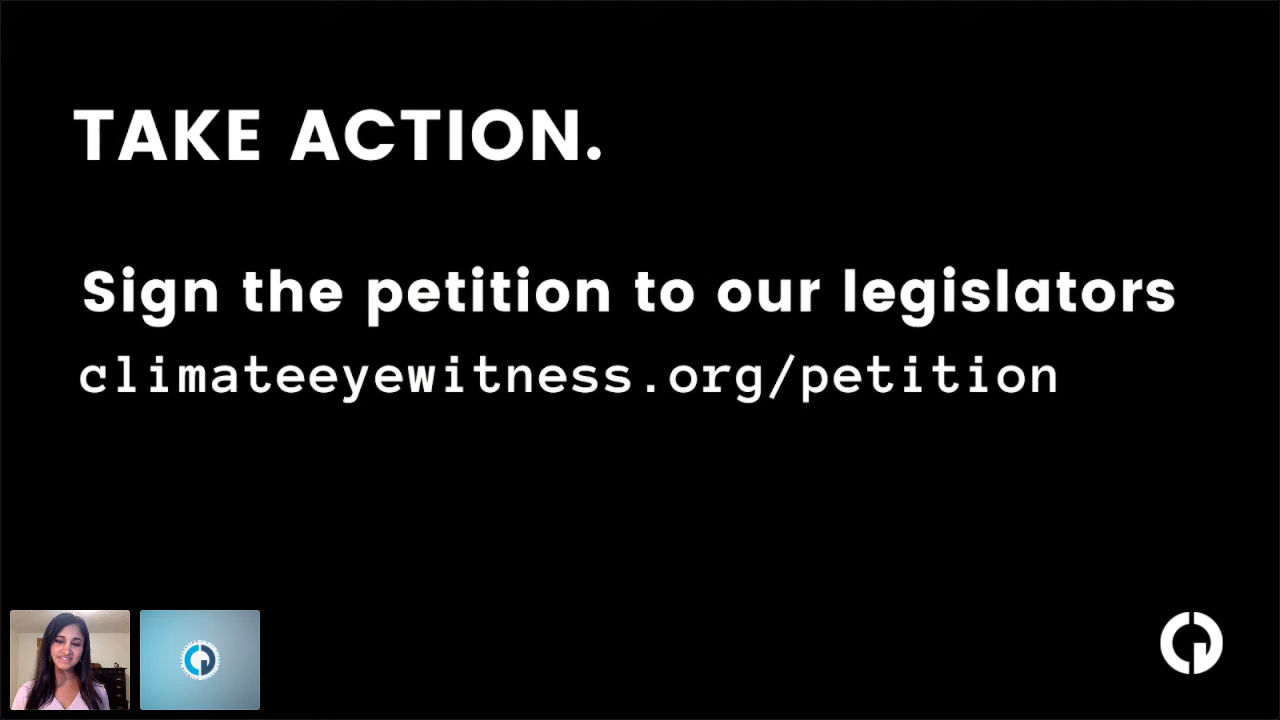 TAKE ACTION.
Sign the petition to our legislators
climateeyewitness.org/petition